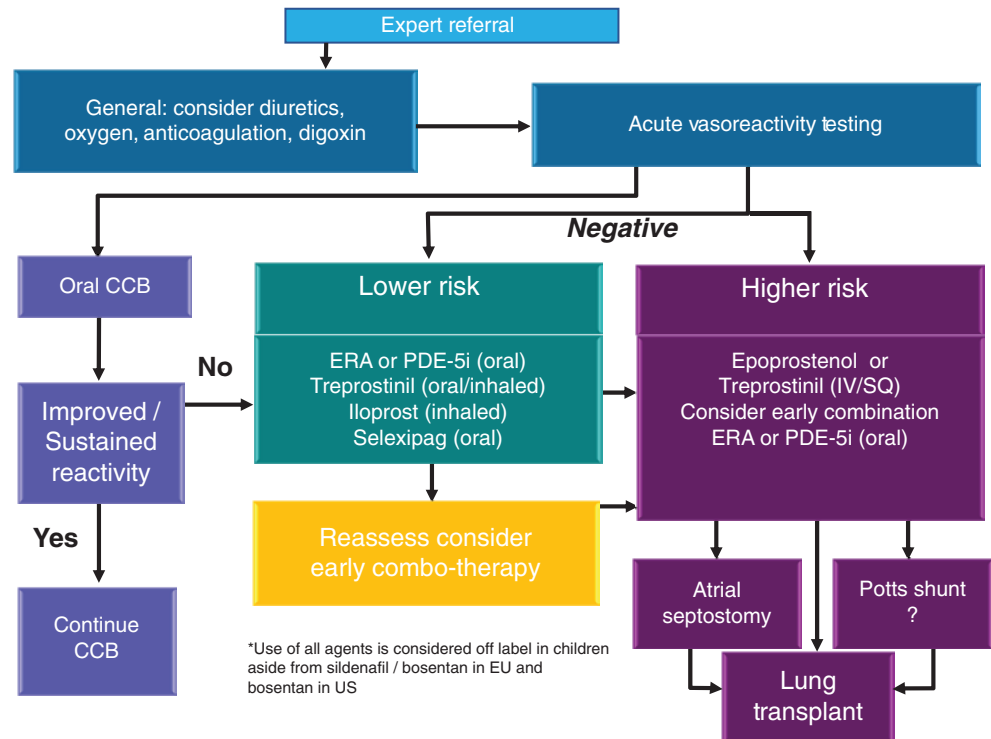 Expert referral
General: consider diuretics,
oxygen, anticoagulation, digoxin
Acute vasoreactivity testing
Negative
Oral CCB
Lower risk
Higher risk
No
ERA or PDE-5i (oral)
Treprostinil (oral/inhaled)
Iloprost (inhaled)
Selexipag (oral)
Epoprostenol or
Treprostinil (IV/SQ)
Consider early combination
ERA or PDE-5i (oral)
Improved /
Sustained
reactivity
Yes
Reassess consider
early combo-therapy
Continue
CCB
Atrial
septostomy
Potts shunt
?
*Use of all agents is considered off label in children
aside from sildenafil / bosentan in EU and
bosentan in US
Lung
transplant